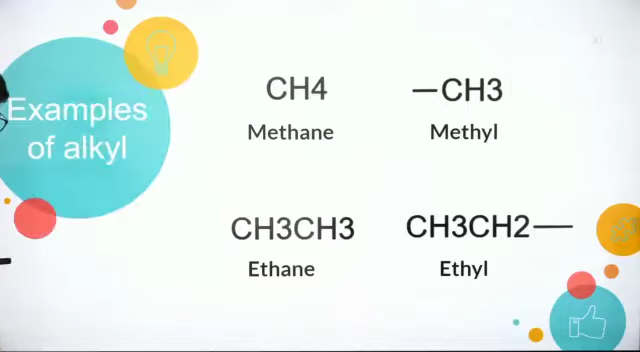 Examples
of alkyl
CH4
Methane
—CH3
Methyl
CH3CH3
Ethane
CH3CH2—
Ethyl